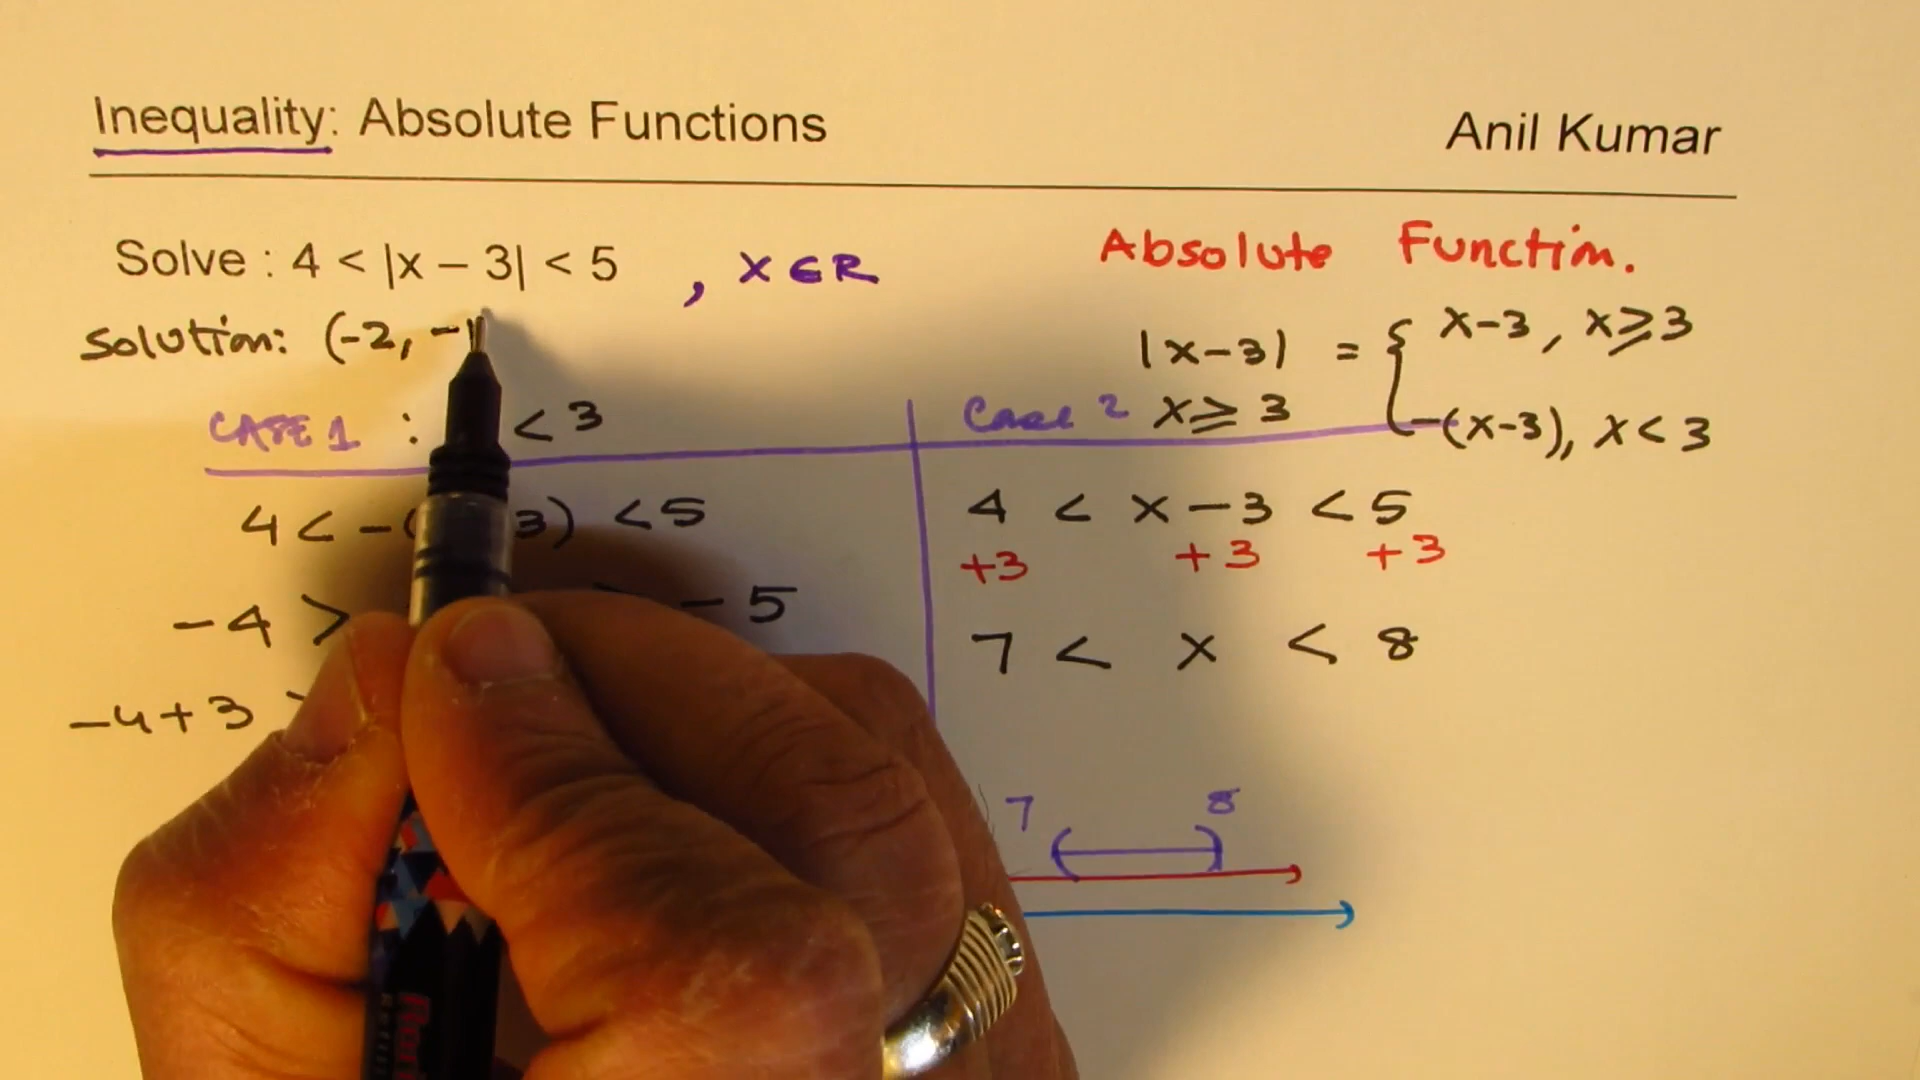 Inequality: Absolute Functions
Anil Kumar
Solve : 4 < |x – 3| < 5 , x ∈ R
Absolute Function.
Solution: (-2, -1
|x-3| = { x-3, x≥3
-(x-3), x<3
CASE 1 : < 3
Case 2 x≥3
4 < -( 3) < 5
4 < x - 3 < 5
+3 +3 +3
-4 > > -5
7 < x < 8
-4+3
7 8